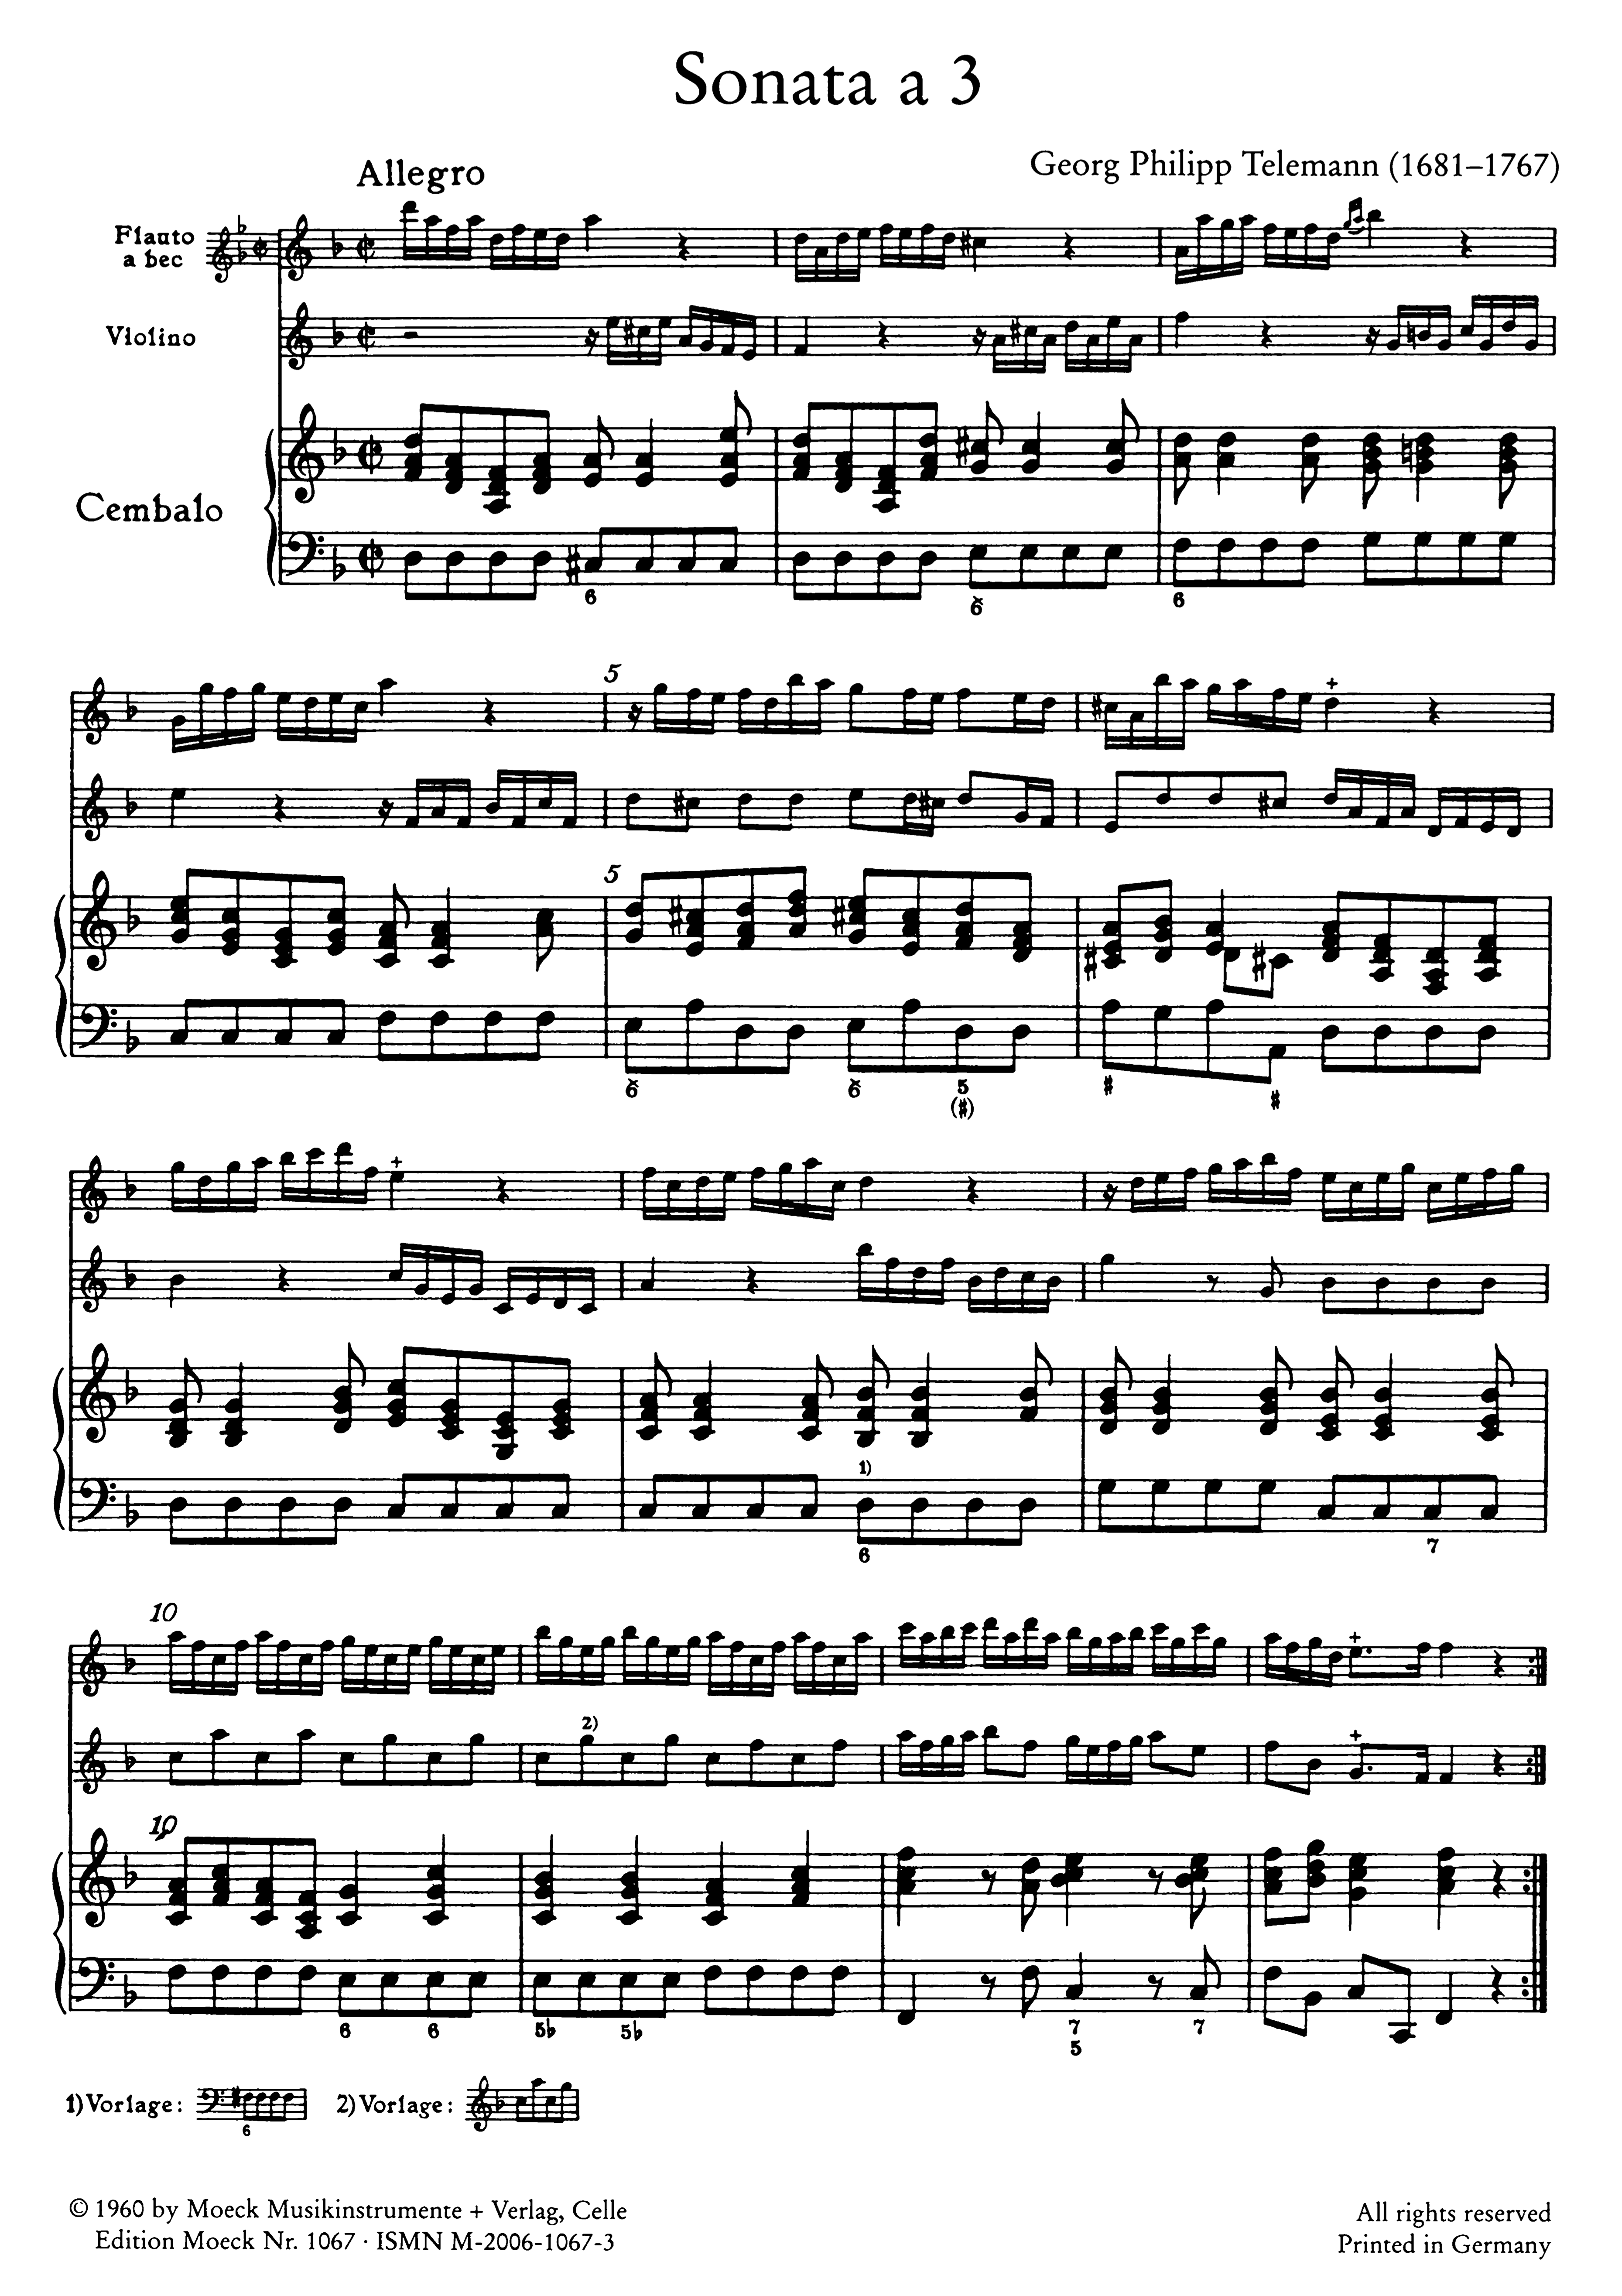 Sonata a 3
Georg Philipp Telemann (1681–1767)
Allegro
Flauto
a bec
Violino
Cembalo
6
6
6
5
5
6
6
5
(#)
#
#
1)
6
7
10
2)
10
6
6
5b
5b
7
5
7
1) Vorlage:
6
2) Vorlage:
© 1960 by Moeck Musikinstrumente + Verlag, Celle
Edition Moeck Nr. 1067 · ISMN M-2006-1067-3
All rights reserved
Printed in Germany